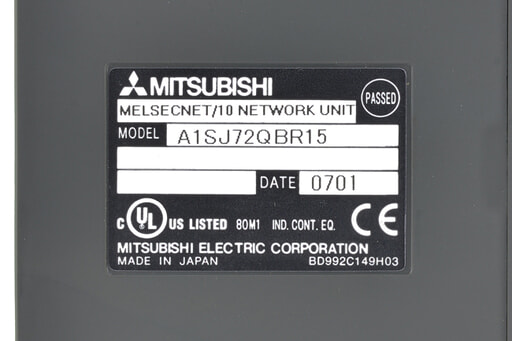 MITSUBISHI
MELSECNET/10 NETWORK UNIT
PASSED
MODEL A1SJ72QBR15
DATE 0701
c UL US LISTED 80M1 IND. CONT. EQ. CE
MITSUBISHI ELECTRIC CORPORATION
MADE IN JAPAN BD992C149H03